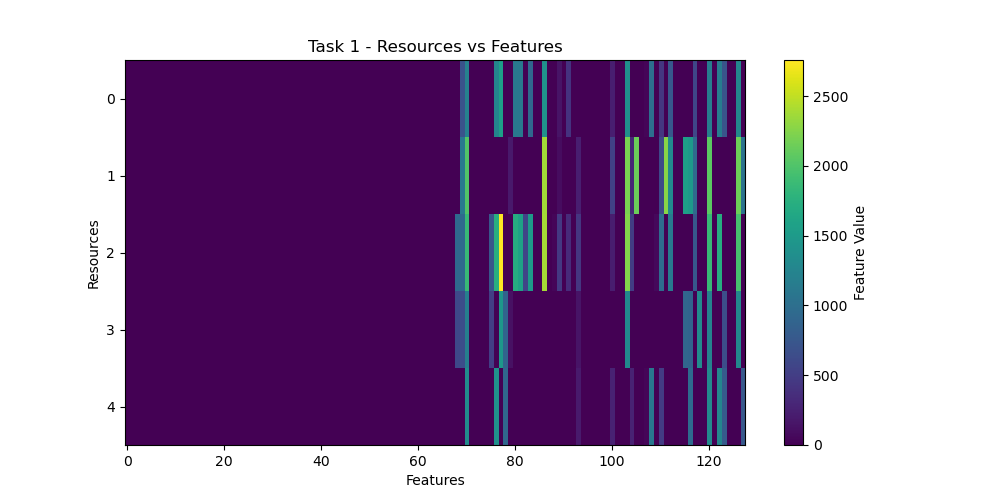 Task 1 - Resources vs Features
Resources
0
1
2
3
4
0 20 40 60 80 100 120
Features
2500
2000
1500
1000
500
0
Feature Value